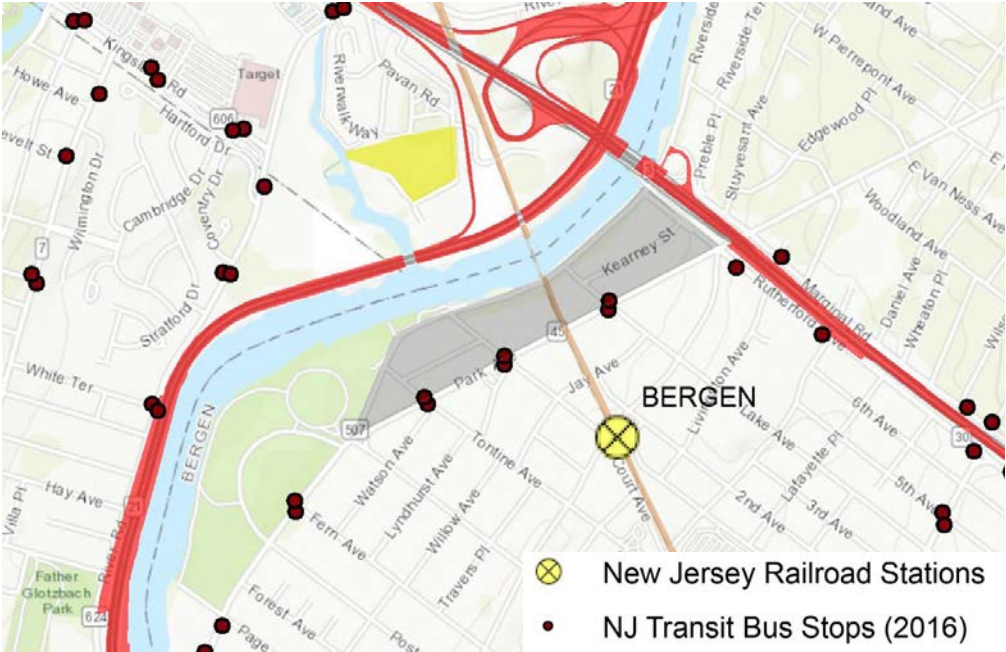 Kingsland Rd
Howe Ave
Target
Hartford Dr
606
Riverwalk Way
Pavan Rd
21
W Pierrepont Ave
Riverside Ter
Edgewood Pl
Preble Pl
Stuyvesant Ave
E Van Ness Ave
Woodland Ave
Wilmington Dr
Cambridge Dr
Coventry Dr
7
Stratford Dr
Kearney St
45
Rutherford Ave
Marginal Rd
Daniel Ave
Wheaton Pl
White Ter
Park Ave
Jay Ave
BERGEN
BERGEN
507
Livingston Ave
Lake Ave
6th Ave
Lafayette Pl
30
Watson Ave
Lyndhurst Ave
Tontine Ave
Willow Ave
Court Ave
2nd Ave
3rd Ave
5th Ave
Villa Pl
Hay Ave
21
River Rd
Fern Ave
Travers Pl
Father
Glotzbach
Park
624
Forest Ave
Page
Post
New Jersey Railroad Stations
NJ Transit Bus Stops (2016)